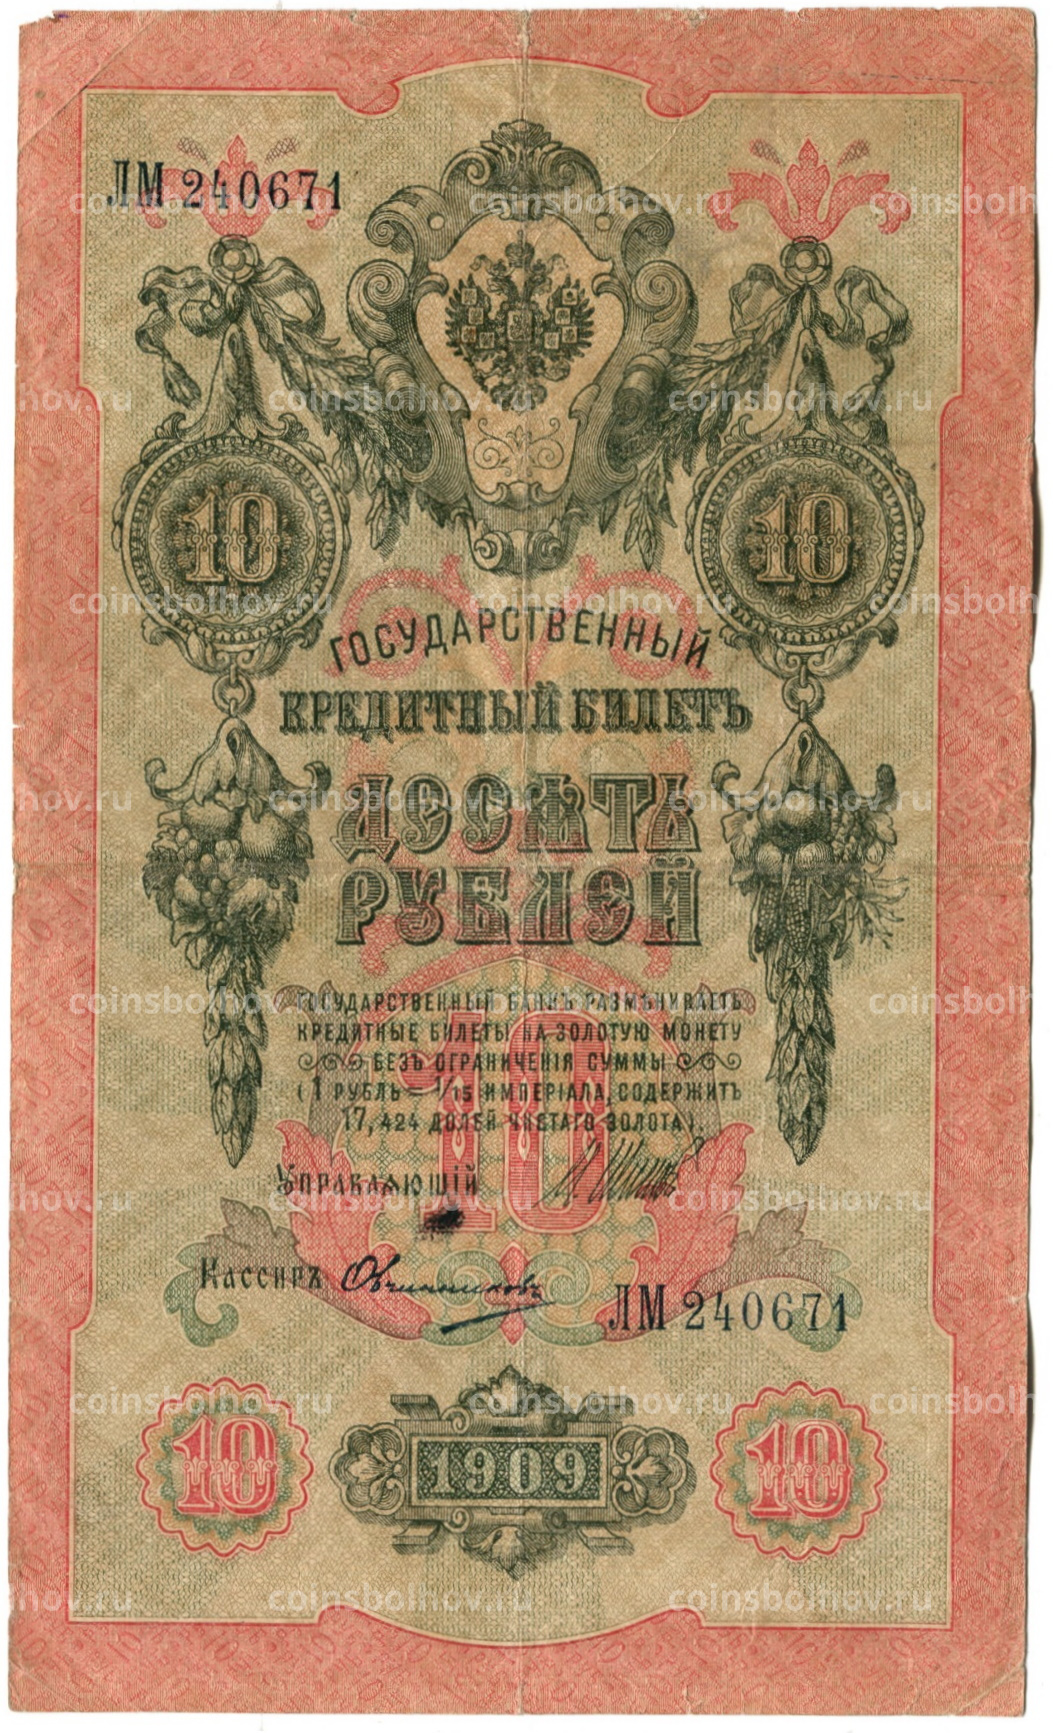 ЛМ 240671
10 10
ГОСУДАРСТВЕННЫЙ
КРЕДИТНЫЙ БИЛЕТЪ
ДЕСЯТЬ
РУБЛЕЙ
ГОСУДАРСТВЕННЫЙ БАНКЪ РАЗМѢНИВАЕТЪ
КРЕДИТНЫЕ БИЛЕТЫ НА ЗОЛОТУЮ МОНЕТУ
БЕЗЪ ОГРАНИЧЕНІЯ СУММЫ
(1 РУБЛЬ = 1/15 ИМПЕРІАЛА, СОДЕРЖИТЪ
17,424 ДОЛЕЙ ЧИСТАГО ЗОЛОТА).
10
УПРАВЛЯЮЩІЙ
КАССИРЪ Овчинниковъ
ЛМ 240671
10 1909 10
coinsbolhov.ru